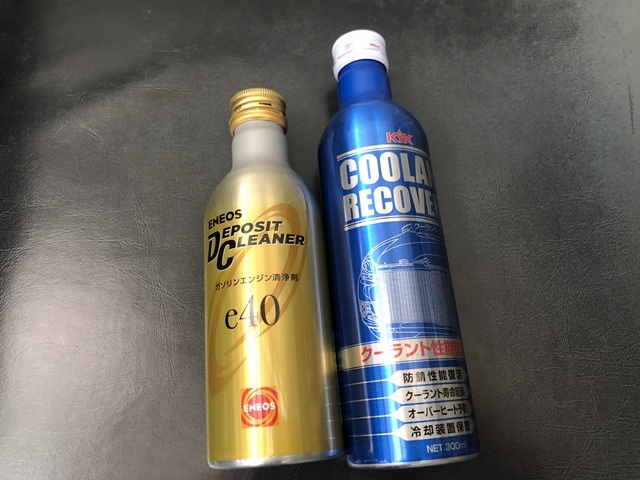 ENEOS
DEPOSIT
CLEANER
ガソリンエンジン清浄剤
e40
ENEOS
KYK
COOLA
RECOVE
クーラント性能
防錆性能復活
クーラント寿命延長
オーバーヒート予
冷却装置保
NET.300ml